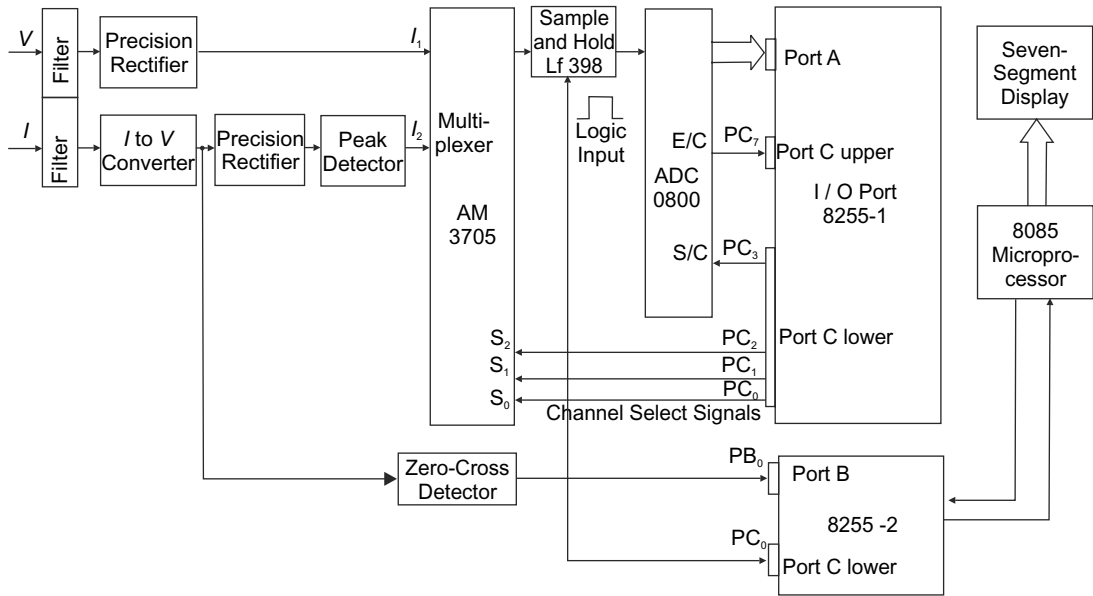 V
Filter
Precision
Rectifier
I₁
I
Filter
I to V
Converter
Precision
Rectifier
Peak
Detector
I₂
Multi-
plexer
AM
3705
S₂
S₁
S₀
Sample
and Hold
Lf 398
Logic
Input
E/C
ADC
0800
S/C
PC₇
PC₃
PC₂
PC₁
PC₀
Channel Select Signals
Port A
Port C upper
I / O Port
8255-1
Port C lower
Seven-
Segment
Display
8085
Micropro-
cessor
Zero-Cross
Detector
PB₀
Port B
8255 -2
PC₀
Port C lower